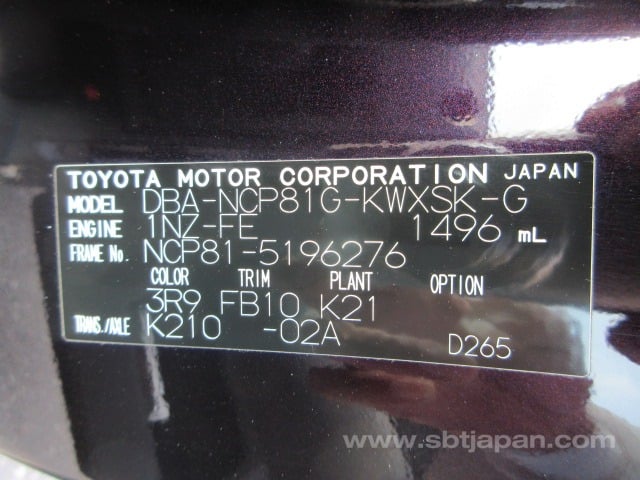 TOYOTA MOTOR CORPORATION JAPAN
MODEL DBA-NCP81G-KWXSK-G
ENGINE 1NZ-FE 1496 mL
FRAME No. NCP81-5196276
COLOR TRIM PLANT OPTION
3R9 FB10 K21
TRANS./AXLE K210 -02A D265
www.sbtjapan.com